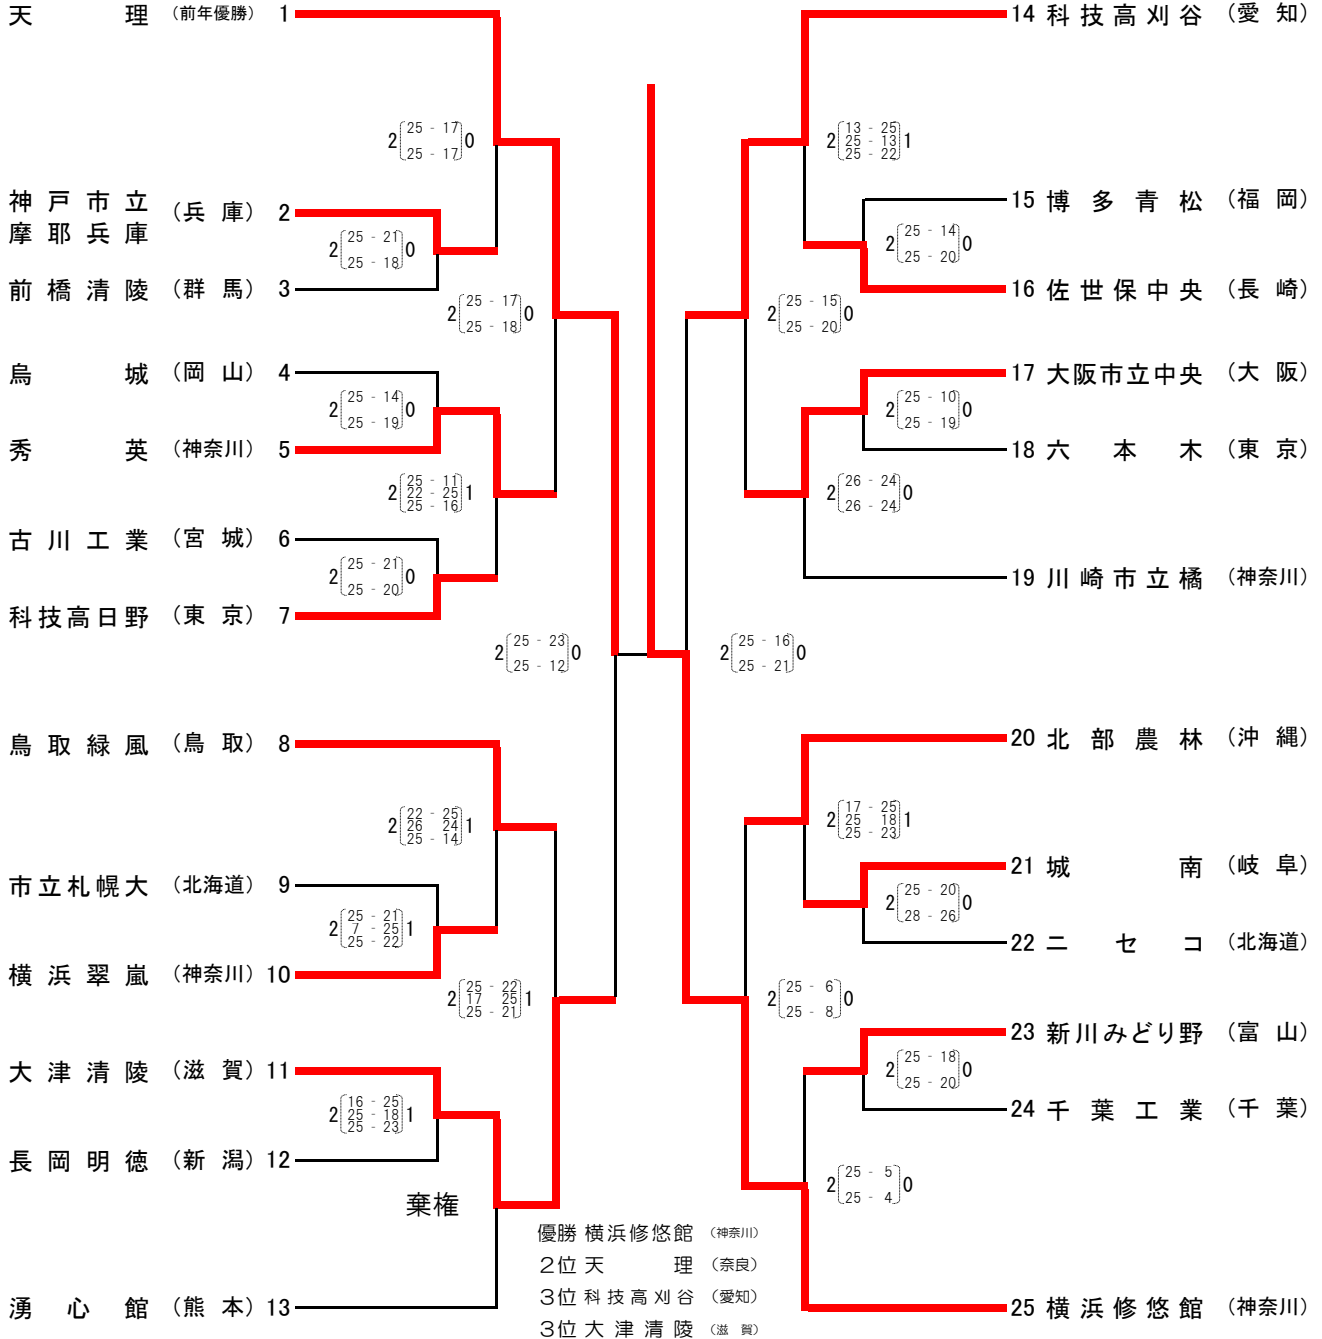 天理 （前年優勝） 1
2 25 - 17 0
25 - 17
神戸市立
摩耶兵庫 （兵庫） 2
2 25 - 21 0
25 - 18
前橋清陵 （群馬） 3
2 25 - 17 0
25 - 18
烏城 （岡山） 4
2 25 - 14 0
25 - 19
秀英 （神奈川） 5
2 25 - 11 1
22 - 25
25 - 16
古川工業 （宮城） 6
2 25 - 21 0
25 - 20
科技高日野 （東京） 7
2 25 - 23 0
25 - 12
鳥取緑風 （鳥取） 8
2 22 - 25 1
26 24
25 - 14
市立札幌大 （北海道） 9
2 25 - 21 1
7 - 25
25 - 22
横浜翠嵐 （神奈川） 10
2 25 - 22 1
17 25
25 - 21
大津清陵 （滋賀） 11
2 16 - 25 1
25 - 18
25 - 23
長岡明徳 （新潟） 12
棄権
湧心館 （熊本） 13
14 科技高刈谷 （愛知）
2 13 - 25 1
25 - 13
25 - 22
15 博多青松 （福岡）
2 25 - 14 0
25 - 20
16 佐世保中央 （長崎）
2 25 - 15 0
25 - 20
17 大阪市立中央 （大阪）
2 25 - 10 0
25 - 19
18 六本木 （東京）
2 26 - 24 0
26 - 24
19 川崎市立橘 （神奈川）
2 25 - 16 0
25 - 21
20 北部農林 （沖縄）
2 17 - 25 1
25 18
25 - 23
21 城南 （岐阜）
2 25 - 20 0
28 - 26
22 ニセコ （北海道）
2 25 - 6 0
25 - 8
23 新川みどり野 （富山）
2 25 - 18 0
25 - 20
24 千葉工業 （千葉）
2 25 - 5 0
25 - 4
25 横浜修悠館 （神奈川）
優勝 横浜修悠館 （神奈川）
2位 天理 （奈良）
3位 科技高刈谷 （愛知）
3位 大津清陵 （滋賀）